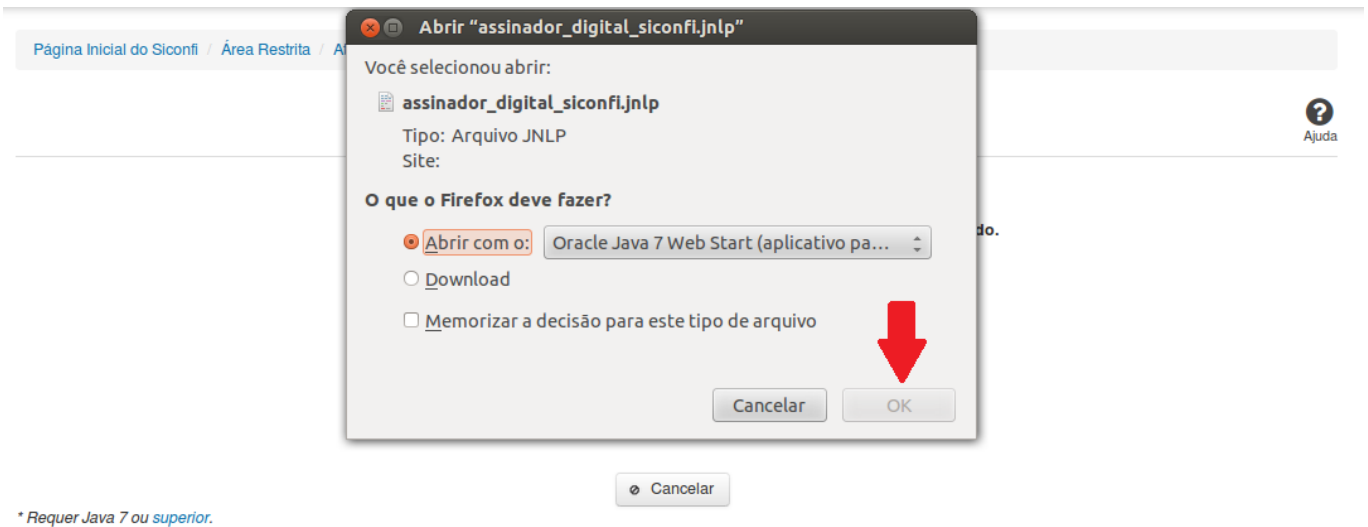 Abrir “assinador_digital_siconfi.jnlp”
Página Inicial do Siconfi / Área Restrita /
Você selecionou abrir:
assinador_digital_siconfi.jnlp
Tipo: Arquivo JNLP
Site:
?
Ajuda
O que o Firefox deve fazer?
do.
Abrir com o: Oracle Java 7 Web Start (aplicativo pa...
Download
Memorizar a decisão para este tipo de arquivo
Cancelar OK
Cancelar
* Requer Java 7 ou superior.